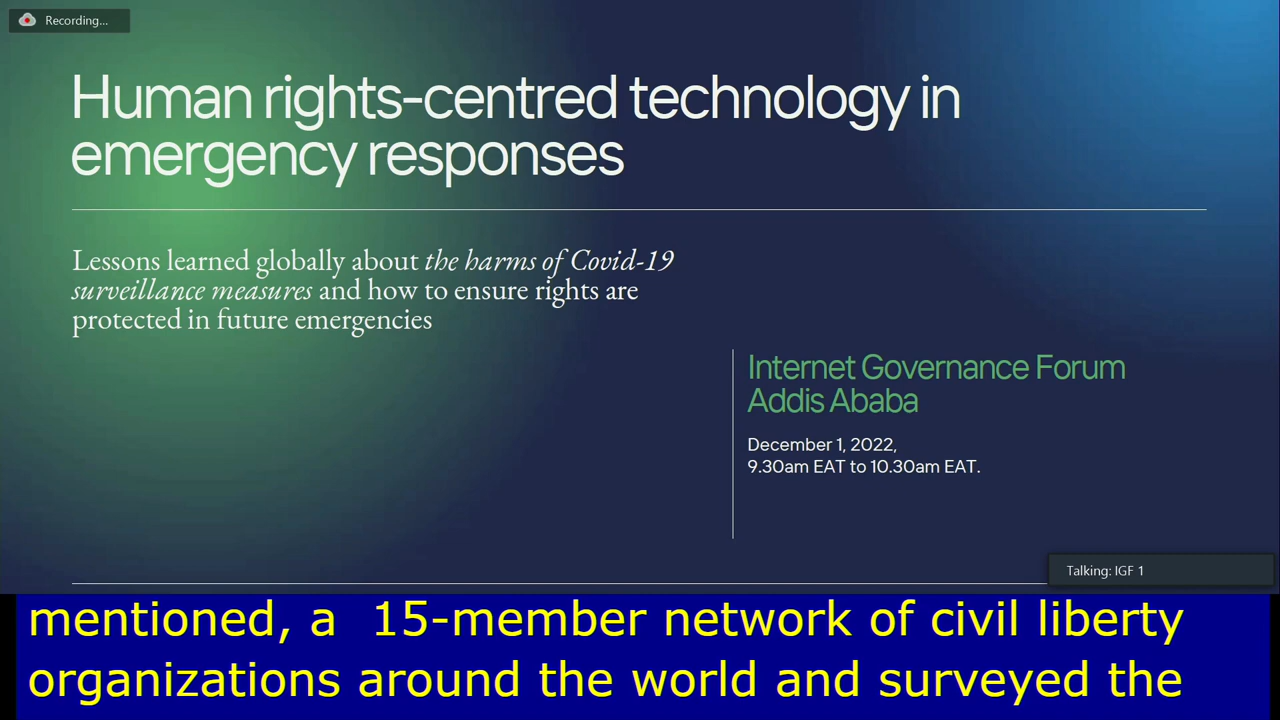 Recording...
Human rights-centred technology in
emergency responses
Lessons learned globally about the harms of Covid-19
surveillance measures and how to ensure rights are
protected in future emergencies
Internet Governance Forum
Addis Ababa
December 1, 2022,
9.30am EAT to 10.30am EAT.
Talking: IGF 1
mentioned, a 15-member network of civil liberty
organizations around the world and surveyed the